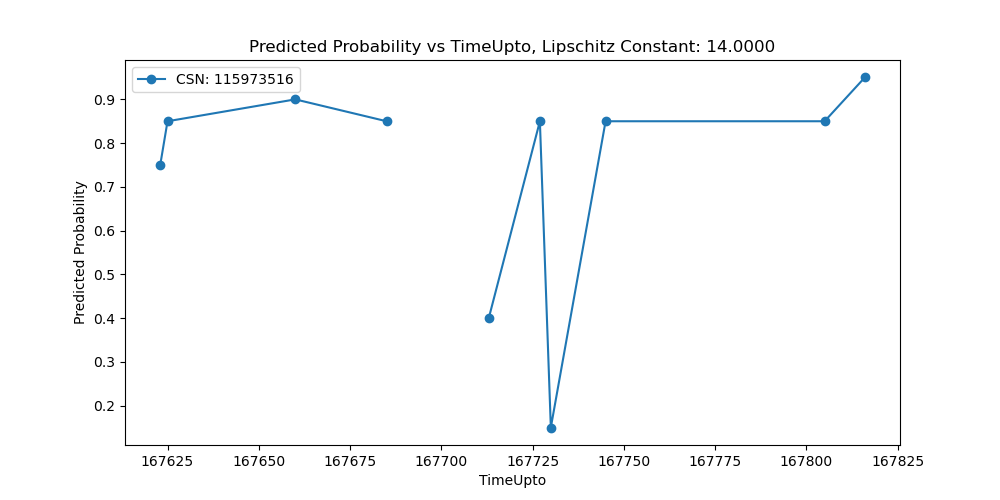 Predicted Probability vs TimeUpto, Lipschitz Constant: 14.0000
CSN: 115973516
Predicted Probability
0.9
0.8
0.7
0.6
0.5
0.4
0.3
0.2
167625 167650 167675 167700 167725 167750 167775 167800 167825
TimeUpto